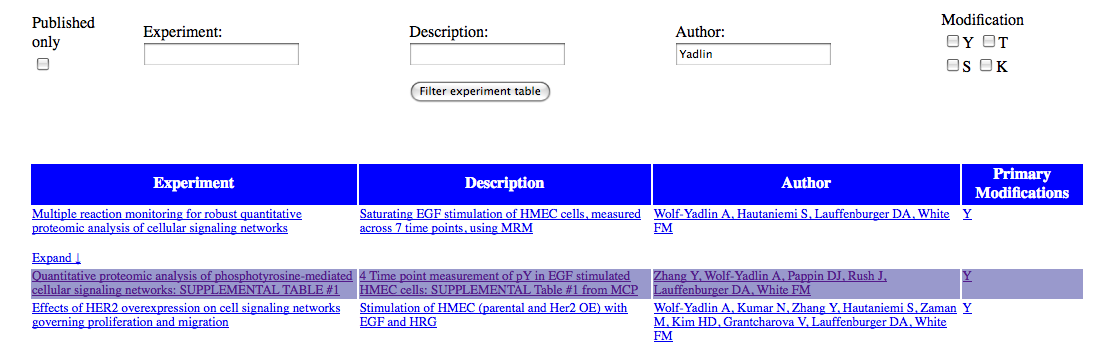 Published only
Experiment:
Description:
Author:
Modification
Yadlin
Y T
S K
Filter experiment table
Experiment Description Author Primary Modifications
Multiple reaction monitoring for robust quantitative
proteomic analysis of cellular signaling networks
Saturating EGF stimulation of HMEC cells, measured
across 7 time points, using MRM
Wolf-Yadlin A, Hautaniemi S, Lauffenburger DA, White
FM
Y
Expand ↓
Quantitative proteomic analysis of phosphotyrosine-mediated
cellular signaling networks: SUPPLEMENTAL TABLE #1
4 Time point measurement of pY in EGF stimulated
HMEC cells: SUPPLEMENTAL Table #1 from MCP
Zhang Y, Wolf-Yadlin A, Pappin DJ, Rush J,
Lauffenburger DA, White FM
Y
Effects of HER2 overexpression on cell signaling networks
governing proliferation and migration
Stimulation of HMEC (parental and Her2 OE) with
EGF and HRG
Wolf-Yadlin A, Kumar N, Zhang Y, Hautaniemi S, Zaman
M, Kim HD, Grantcharova V, Lauffenburger DA, White
FM
Y